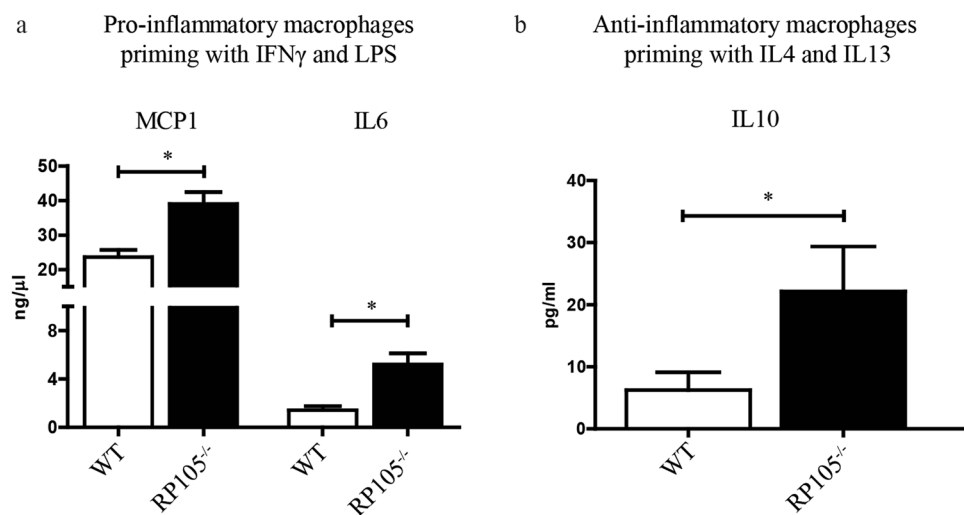 a
Pro-inflammatory macrophages
priming with IFNγ and LPS
MCP1
IL6
*
*
50
40
30
20
8
4
0
ng/μl
WT
RP105-/-
WT
RP105-/-
b
Anti-inflammatory macrophages
priming with IL4 and IL13
IL10
*
40
30
20
10
0
pg/ml
WT
RP105-/-